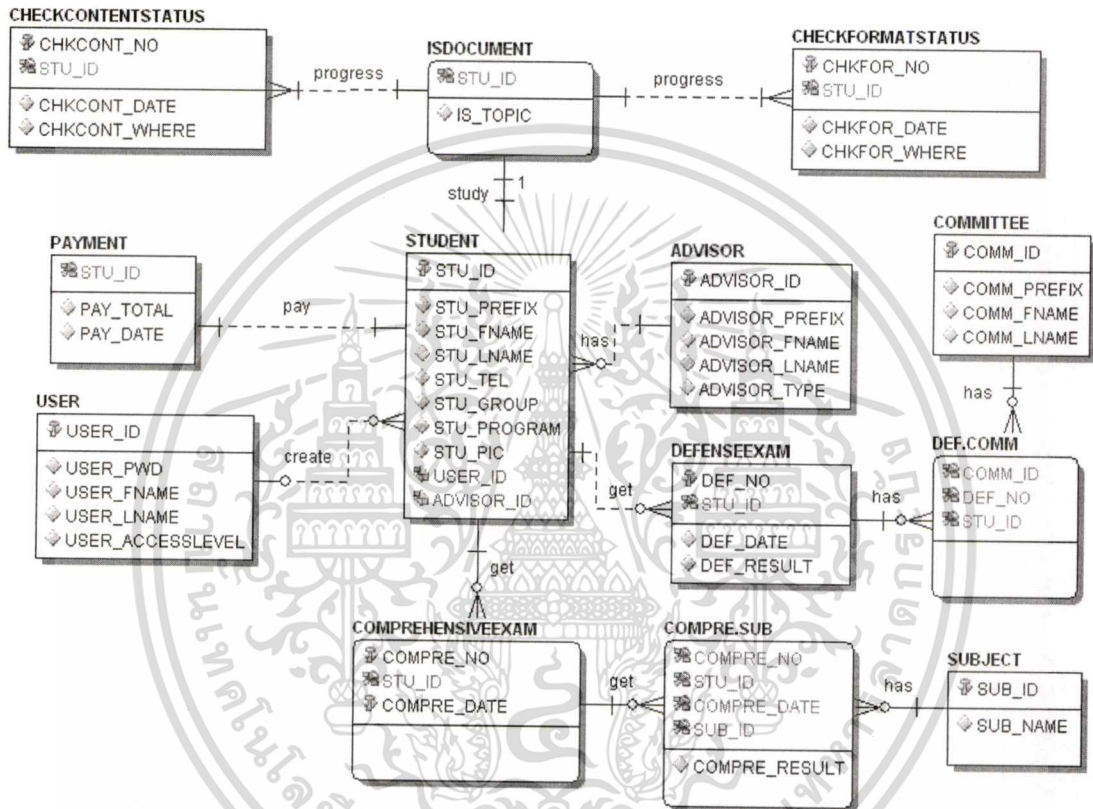 CHECKCONTENTSTATUS
CHKCONT_NO
STU_ID
CHKCONT_DATE
CHKCONT_WHERE
progress
ISDOCUMENT
STU_ID
IS_TOPIC
progress
CHECKFORMATSTATUS
CHKFOR_NO
STU_ID
CHKFOR_DATE
CHKFOR_WHERE
study
1
PAYMENT
STU_ID
PAY_TOTAL
PAY_DATE
pay
STUDENT
STU_ID
STU_PREFIX
STU_FNAME
STU_LNAME
STU_TEL
STU_GROUP
STU_PROGRAM
STU_PIC
USER_ID
ADVISOR_ID
has
ADVISOR
ADVISOR_ID
ADVISOR_PREFIX
ADVISOR_FNAME
ADVISOR_LNAME
ADVISOR_TYPE
COMMITTEE
COMM_ID
COMM_PREFIX
COMM_FNAME
COMM_LNAME
has
USER
USER_ID
USER_PWD
USER_FNAME
USER_LNAME
USER_ACCESSLEVEL
create
get
DEFENSEEXAM
DEF_NO
STU_ID
DEF_DATE
DEF_RESULT
has
DEF.COMM
COMM_ID
DEF_NO
STU_ID
get
COMPREHENSIVEEXAM
COMPRE_NO
STU_ID
COMPRE_DATE
get
COMPRE.SUB
COMPRE_NO
STU_ID
COMPRE_DATE
SUB_ID
COMPRE_RESULT
has
SUBJECT
SUB_ID
SUB_NAME